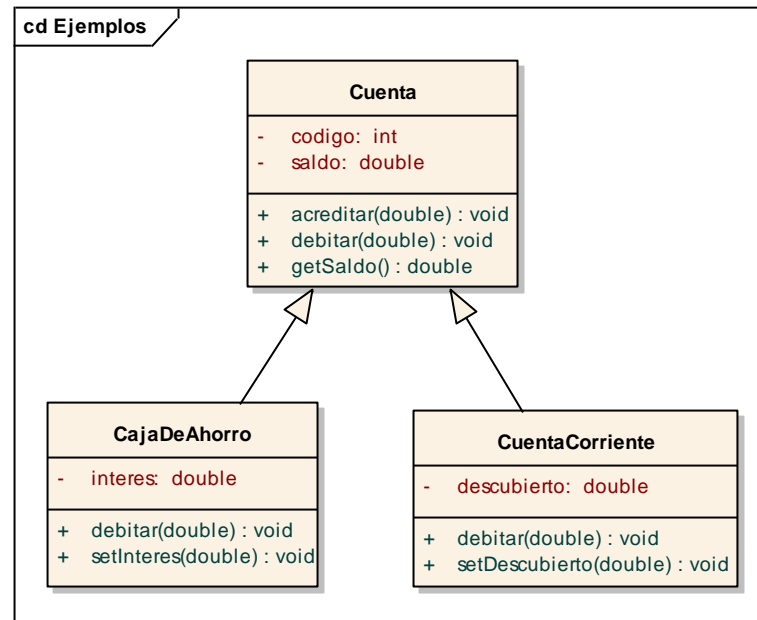 cd Ejemplos
Cuenta
- codigo: int
- saldo: double
+ acreditar(double) : void
+ debitar(double) : void
+ getSaldo() : double
CajaDeAhorro
- interes: double
+ debitar(double) : void
+ setInteres(double) : void
CuentaCorriente
- descubierto: double
+ debitar(double) : void
+ setDescubierto(double) : void